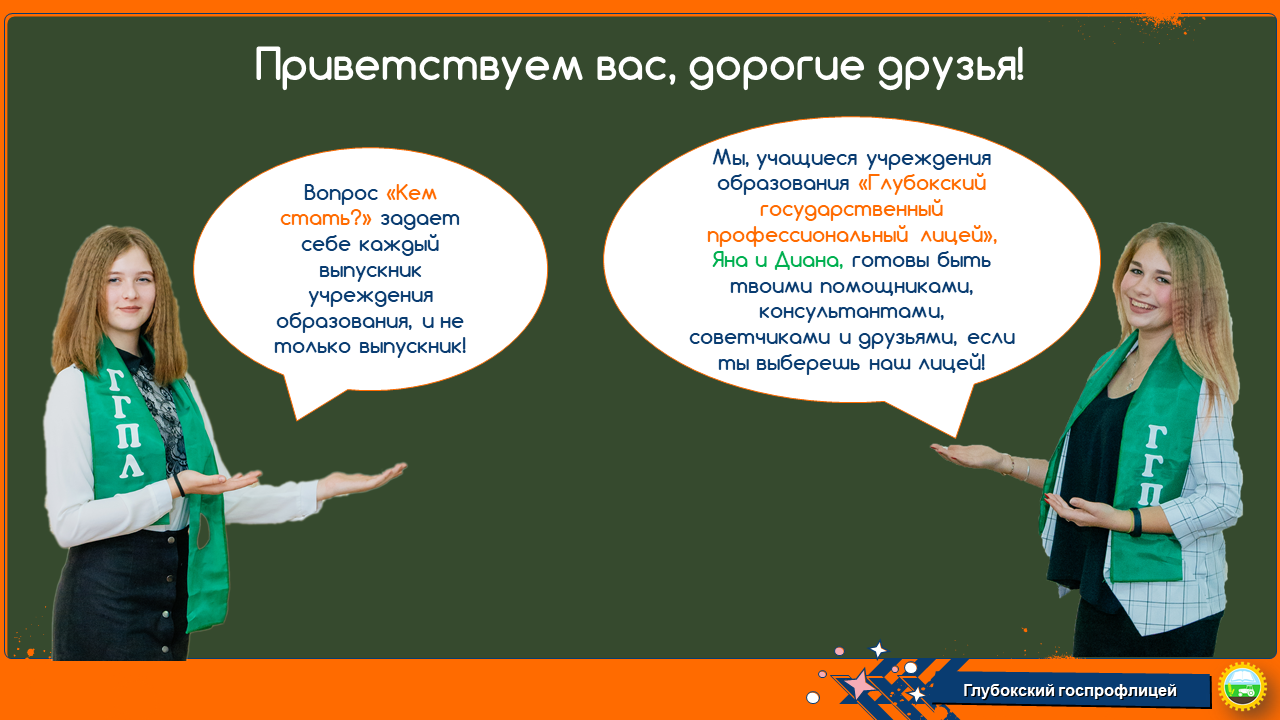 Приветствуем вас, дорогие друзья!
Вопрос «Кем
стать?» задает
себе каждый
выпускник
учреждения
образования, и не
только выпускник!
Мы, учащиеся учреждения
образования «Глубокский
государственный
профессиональный лицей»,
Яна и Диана, готовы быть
твоими помощниками,
консультантами,
советчиками и друзьями, если
ты выберешь наш лицей!
Г
Г
П
Л
Г
Г
П
Глубокский госпрофлицей